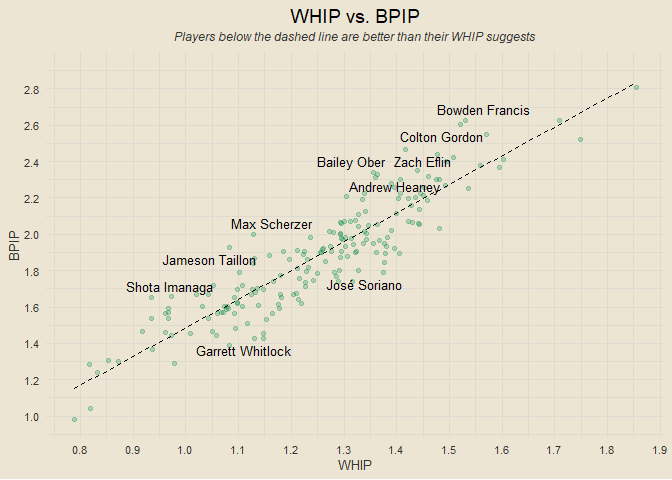 WHIP vs. BPIP
Players below the dashed line are better than their WHIP suggests
BPIP
2.8
2.6
2.4
2.2
2.0
1.8
1.6
1.4
1.2
1.0
Bowden Francis
Colton Gordon
Bailey Ober
Zach Eflin
Andrew Heaney
Max Scherzer
Jameson Taillon
Shota Imanaga
José Soriano
Garrett Whitlock
0.8 0.9 1.0 1.1 1.2 1.3 1.4 1.5 1.6 1.7 1.8 1.9
WHIP